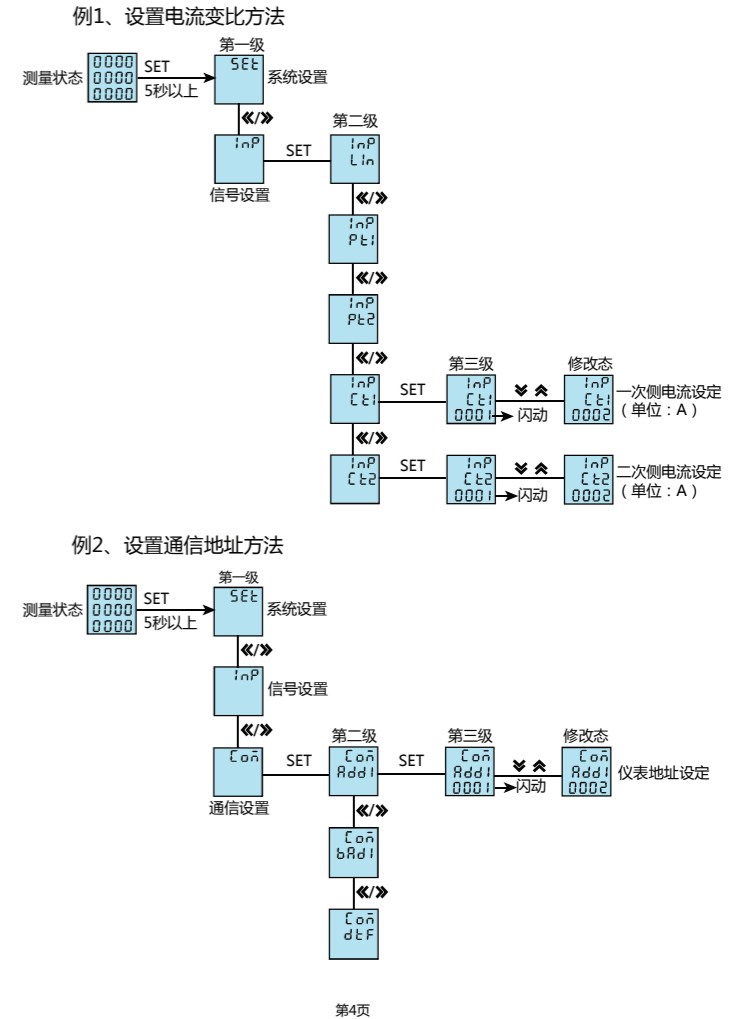 例1、设置电流变比方法
第一级
测量状态
0000
0000
0000
SET
5秒以上
SEt
系统设置
《/》
InP
信号设置
SET
第二级
InP
LIn
《/》
InP
Pt1
《/》
InP
Pt2
《/》
第三级
修改态
InP
Ct1
SET
InP
Ct1
0001
闪动
InP
Ct1
0002
一次侧电流设定
（单位：A）
《/》
InP
Ct2
SET
InP
Ct2
0001
闪动
InP
Ct2
0002
二次侧电流设定
（单位：A）
例2、设置通信地址方法
第一级
测量状态
0000
0000
0000
SET
5秒以上
SEt
系统设置
《/》
InP
信号设置
《/》
Com
通信设置
SET
第二级
Com
Add1
SET
第三级
Com
Add1
0001
闪动
修改态
Com
Add1
0002
仪表地址设定
《/》
Com
bAd1
《/》
Com
dtF
第4页